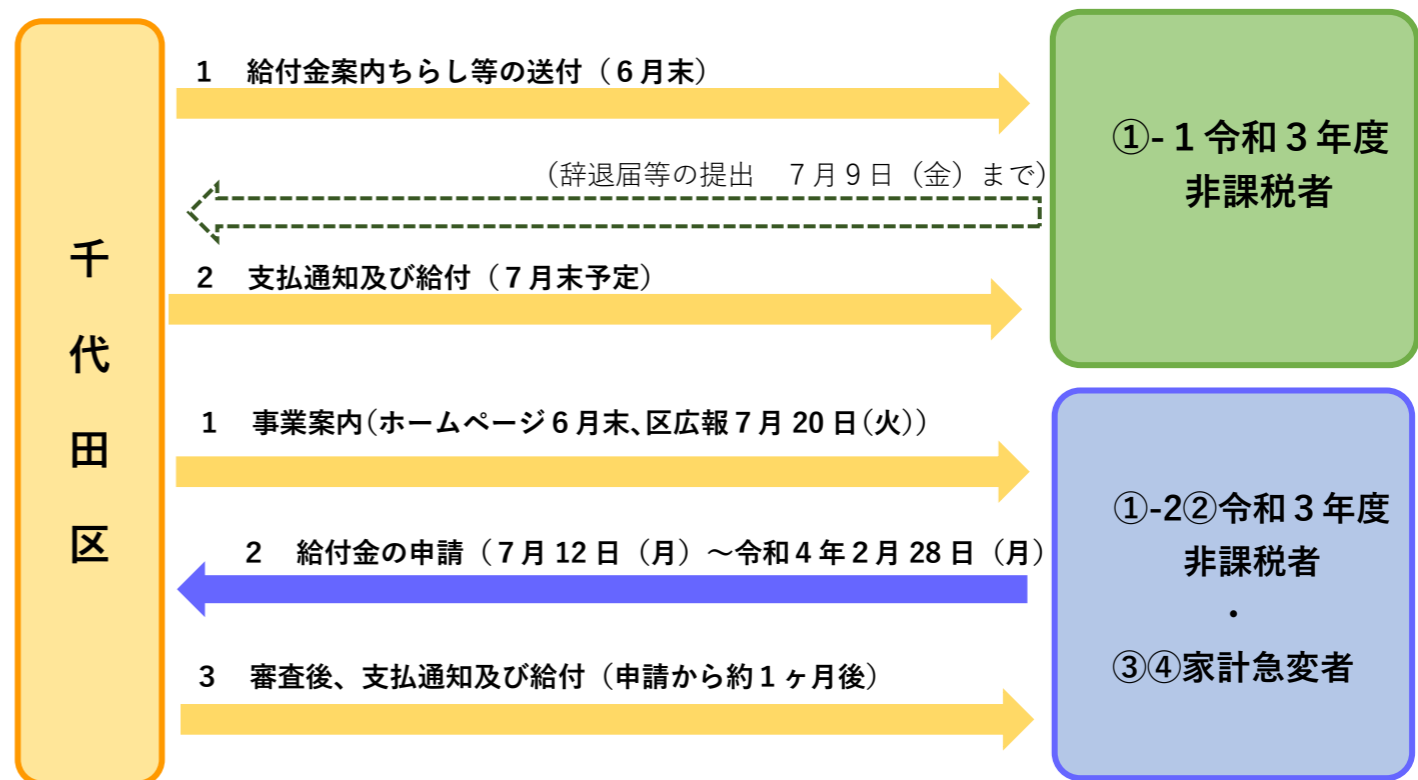 千代田区
1 給付金案内ちらし等の送付（６月末）
（辞退届等の提出　７月９日（金）まで）
2 支払通知及び給付（７月末予定）
①-１令和３年度
非課税者
1 事業案内（ホームページ６月末、区広報７月 20 日（火））
2 給付金の申請（７月 12 日（月）～令和４年２月 28 日（月）
3 審査後、支払通知及び給付（申請から約１ヶ月後）
①-2②令和３年度
非課税者
・
③④家計急変者